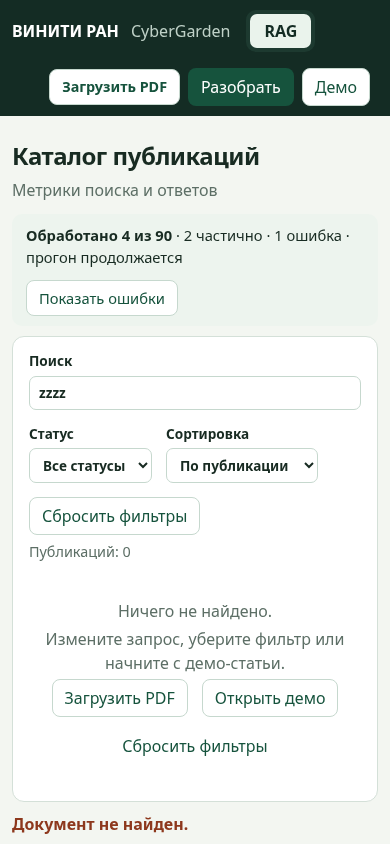 ВИНИТИ РАН CyberGarden RAG
Загрузить PDF Разобрать Демо
Каталог публикаций
Метрики поиска и ответов
Обработано 4 из 90 · 2 частично · 1 ошибка ·
прогон продолжается
Показать ошибки
Поиск
zzzz
Статус Сортировка
Все статусы По публикации
Сбросить фильтры
Публикаций: 0
Ничего не найдено.
Измените запрос, уберите фильтр или
начните с демо-статьи.
Загрузить PDF Открыть демо
Сбросить фильтры
Документ не найден.